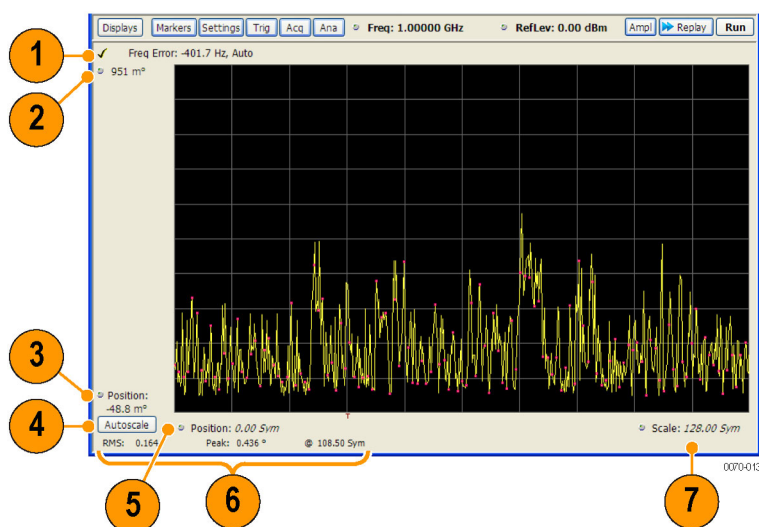 Displays Markers Settings Trig Acq Ana Freq: 1.00000 GHz RefLev: 0.00 dBm Ampl Replay Run
1
Freq Error: -401.7 Hz, Auto
2
951 m°
3
Position:
-48.8 m°
4
Autoscale
T
Position: 0.00 Sym
Scale: 128.00 Sym
RMS: 0.164 Peak: 0.436 ° @ 108.50 Sym
0070-013
5
6
7